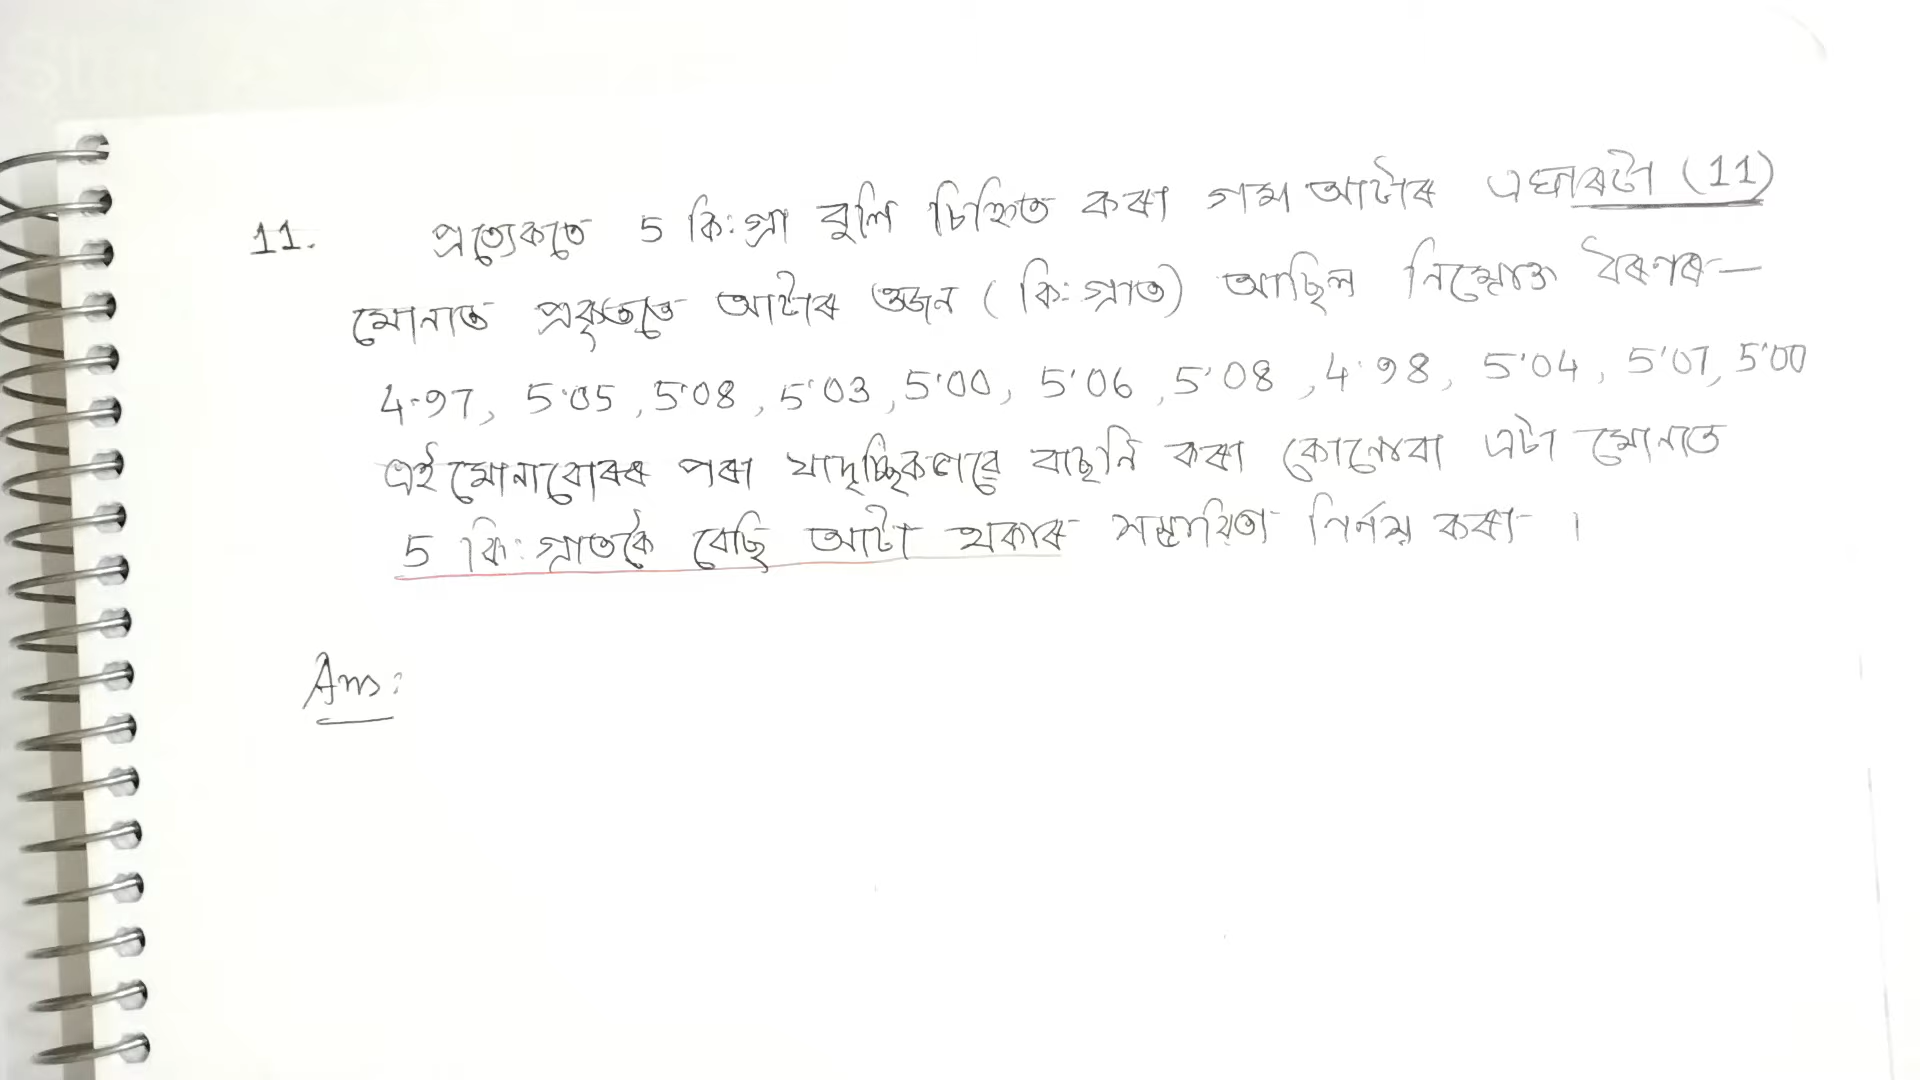 11. প্ৰত্যেকতে 5 কি:গ্ৰা বুলি চিহ্নিত কৰা গম আটাৰ এঘাৰটা (11)
মোনাত প্ৰকৃততে আটাৰ ওজন (কি:গ্ৰাত) আছিল নিম্নোক্ত ধৰণৰ—
4·97, 5·05, 5·08, 5·03, 5·00, 5·06, 5·08, 4·98, 5·04, 5·07, 5·00
এই মোনাবোৰৰ পৰা যাদৃচ্ছিকভাৱে বাছনি কৰা কোনোবা এটা মোনাত
5 কি:গ্ৰাতকৈ বেছি আটা থকাৰ সম্ভাৱিতা নিৰ্নয় কৰা ।
Ans: